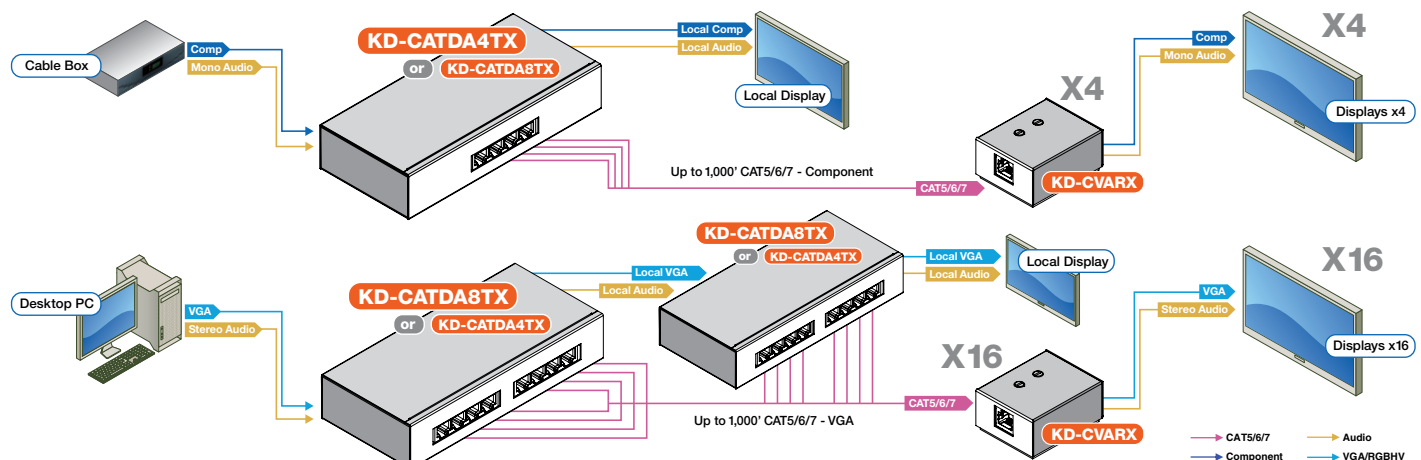 Cable Box
Comp
Mono Audio
KD-CATDA4TX
or KD-CATDA8TX
Local Comp
Local Audio
Local Display
Up to 1,000’ CAT5/6/7 - Component
CAT5/6/7
X4
KD-CVARX
Comp
Mono Audio
X4
Displays x4
Desktop PC
VGA
Stereo Audio
KD-CATDA8TX
or KD-CATDA4TX
Local VGA
Local Audio
KD-CATDA8TX
or KD-CATDA4TX
Local VGA
Local Audio
Local Display
Up to 1,000’ CAT5/6/7 - VGA
CAT5/6/7
X16
KD-CVARX
VGA
Stereo Audio
X16
Displays x16
CAT5/6/7
Audio
Component
VGA/RGBHV